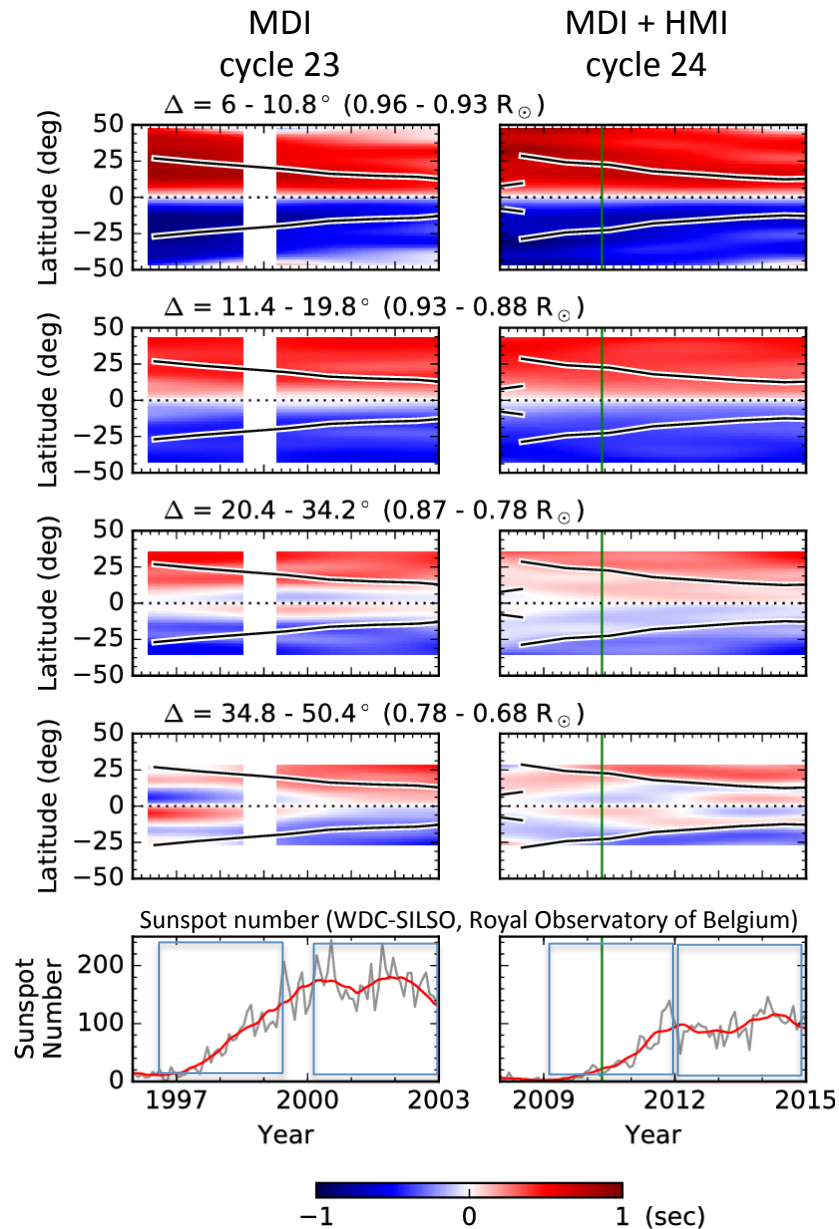 MDI
cycle 23
MDI + HMI
cycle 24
Δ = 6 - 10.8° (0.96 - 0.93 R☉)
Latitude (deg)
50
25
0
−25
−50
Δ = 11.4 - 19.8° (0.93 - 0.88 R☉)
Latitude (deg)
50
25
0
−25
−50
Δ = 20.4 - 34.2° (0.87 - 0.78 R☉)
Latitude (deg)
50
25
0
−25
−50
Δ = 34.8 - 50.4° (0.78 - 0.68 R☉)
Latitude (deg)
50
25
0
−25
−50
Sunspot number (WDC-SILSO, Royal Observatory of Belgium)
Sunspot
Number
200
100
0
1997 2000 2003
2009 2012 2015
Year
Year
−1 0 1 (sec)